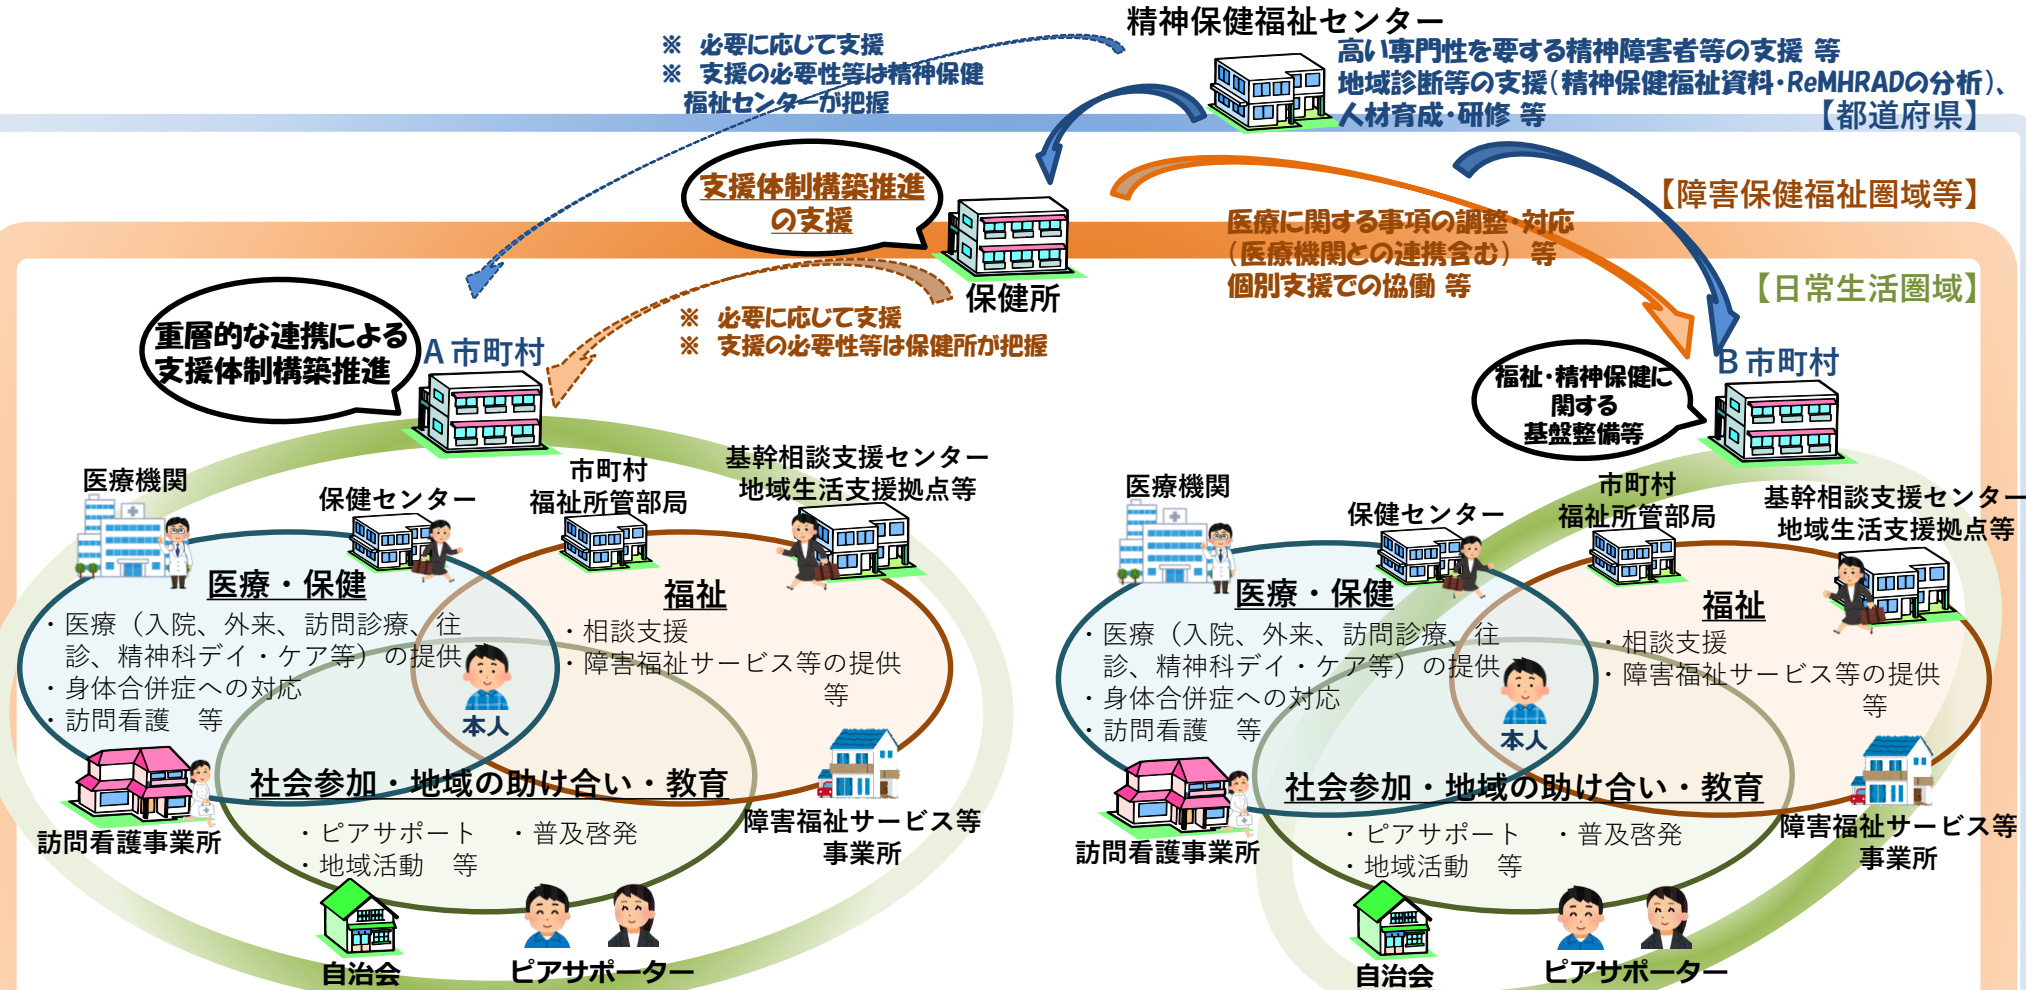 精神保健福祉センター
※ 必要に応じて支援
※ 支援の必要性等は精神保健
福祉センターが把握
高い専門性を要する精神障害者等の支援 等
地域診断等の支援(精神保健福祉資料・ReMHRADの分析)、
人材育成・研修 等
【都道府県】
支援体制構築推進
の支援
【障害保健福祉圏域等】
医療に関する事項の調整・対応
(医療機関との連携含む) 等
個別支援での協働 等
保健所
【日常生活圏域】
※ 必要に応じて支援
※ 支援の必要性等は保健所が把握
重層的な連携による
支援体制構築推進
A市町村
福祉・精神保健に
関する
基盤整備等
B市町村
医療機関
保健センター
市町村
福祉所管部局
基幹相談支援センター
地域生活支援拠点等
医療・保健
・医療（入院、外来、訪問診療、往
診、精神科デイ・ケア等）の提供
・身体合併症への対応
・訪問看護 等
福祉
・相談支援
・障害福祉サービス等の提供
等
本人
社会参加・地域の助け合い・教育
・ピアサポート ・普及啓発
・地域活動 等
訪問看護事業所
障害福祉サービス等
事業所
自治会
ピアサポーター
医療機関
保健センター
市町村
福祉所管部局
基幹相談支援センター
地域生活支援拠点等
医療・保健
・医療（入院、外来、訪問診療、往
診、精神科デイ・ケア等）の提供
・身体合併症への対応
・訪問看護 等
福祉
・相談支援
・障害福祉サービス等の提供
等
本人
社会参加・地域の助け合い・教育
・ピアサポート ・普及啓発
・地域活動 等
訪問看護事業所
障害福祉サービス等
事業所
自治会
ピアサポーター